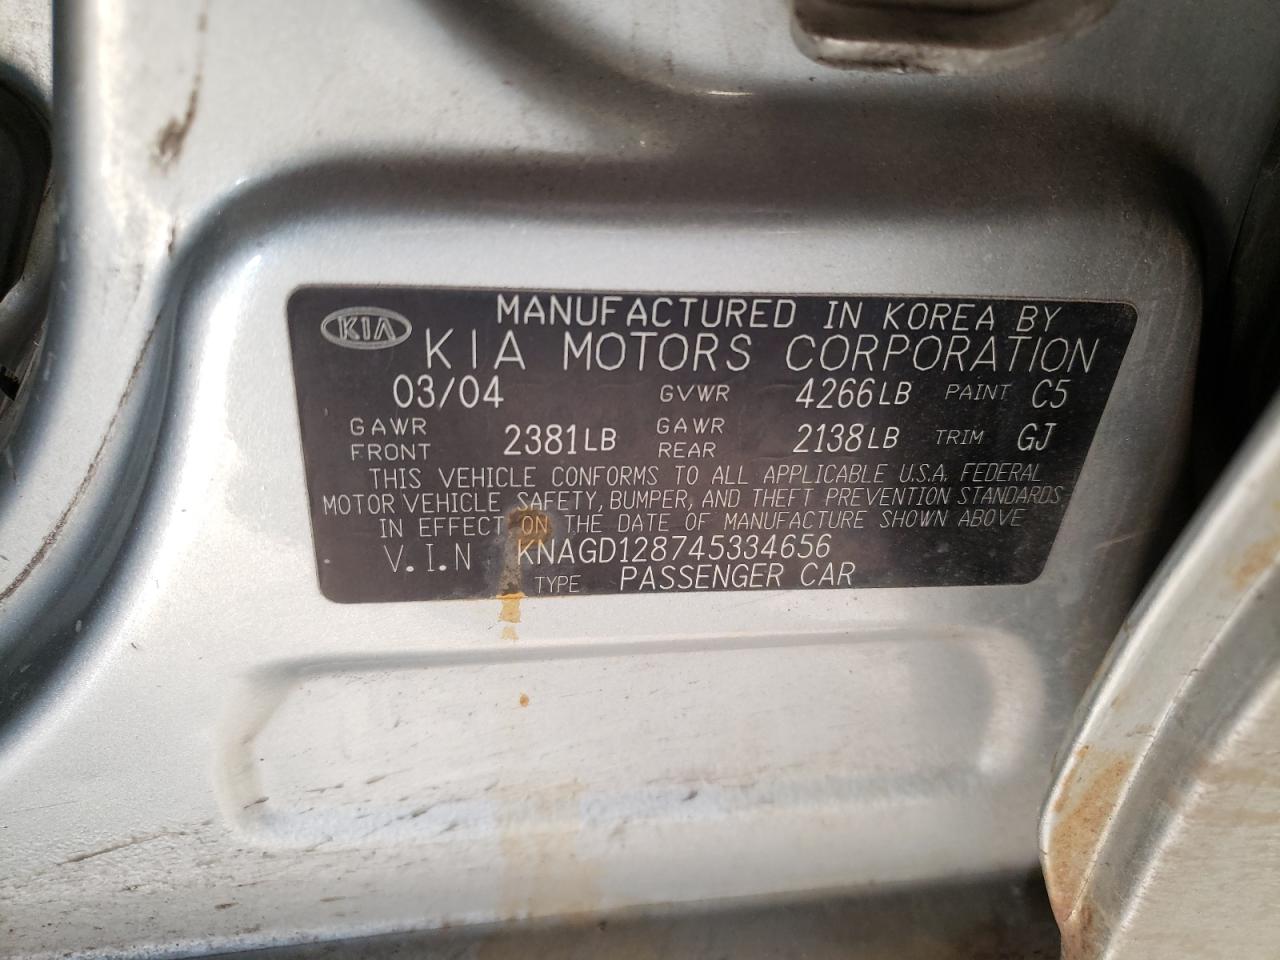 KIA MANUFACTURED IN KOREA BY
KIA MOTORS CORPORATION
03/04 GVWR 4266LB PAINT C5
GAWR FRONT 2381LB GAWR REAR 2138LB TRIM GJ
THIS VEHICLE CONFORMS TO ALL APPLICABLE U.S.A. FEDERAL
MOTOR VEHICLE SAFETY, BUMPER, AND THEFT PREVENTION STANDARDS
IN EFFECT ON THE DATE OF MANUFACTURE SHOWN ABOVE
V.I.N KNAGD128745334656
TYPE PASSENGER CAR